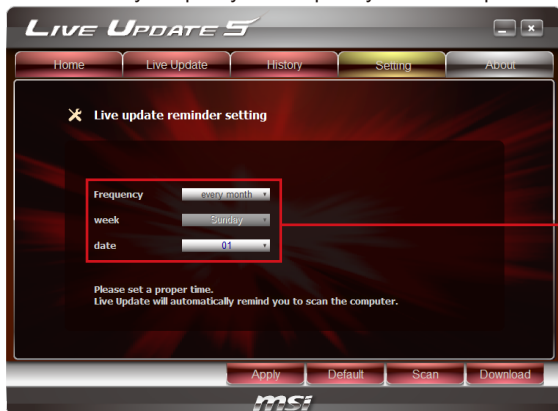 LIVE UPDATE 5
Home Live Update History Setting About
Live update reminder setting
Frequency every month
week Sunday
date 01
Please set a proper time.
Live Update will automatically remind you to scan the computer.
Apply Default Scan Download
msi